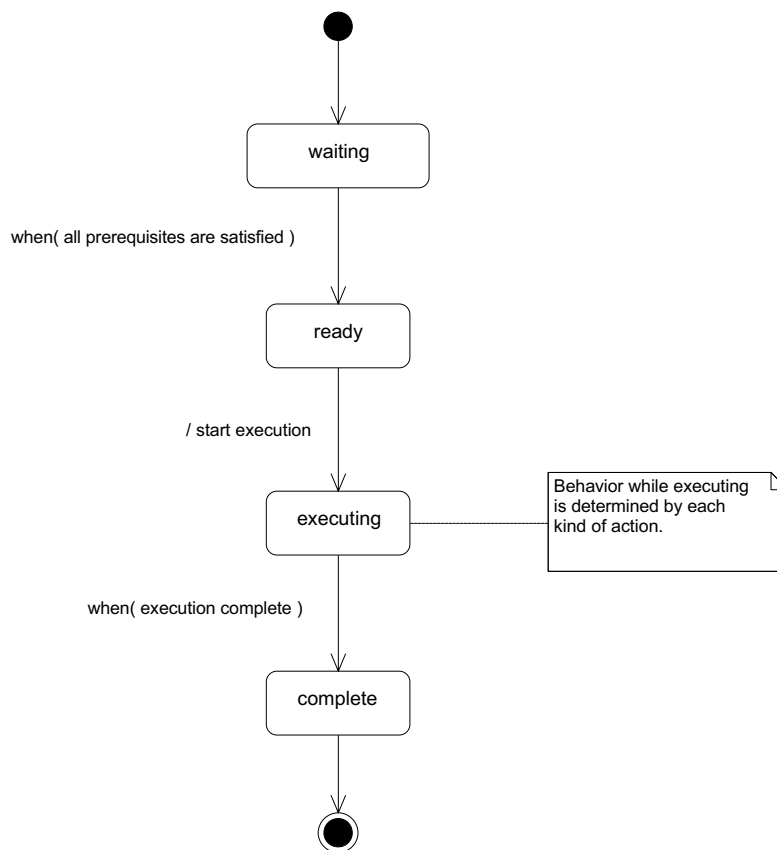 waiting
when( all prerequisites are satisfied )
ready
/ start execution
executing
Behavior while executing
is determined by each
kind of action.
when( execution complete )
complete